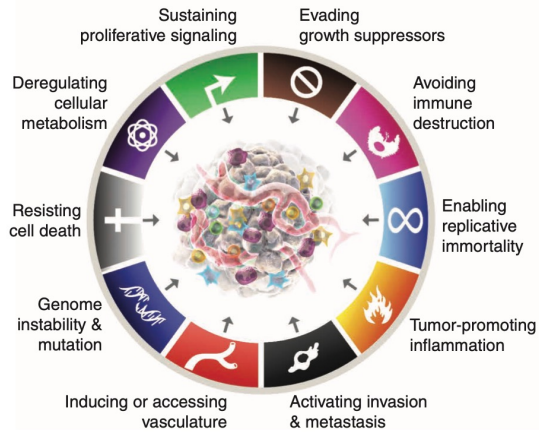 Sustaining
proliferative signaling
Evading
growth suppressors
Avoiding
immune
destruction
Enabling
replicative
immortality
Tumor-promoting
inflammation
Activating invasion
& metastasis
Inducing or accessing
vasculature
Genome
instability &
mutation
Resisting
cell death
Deregulating
cellular
metabolism